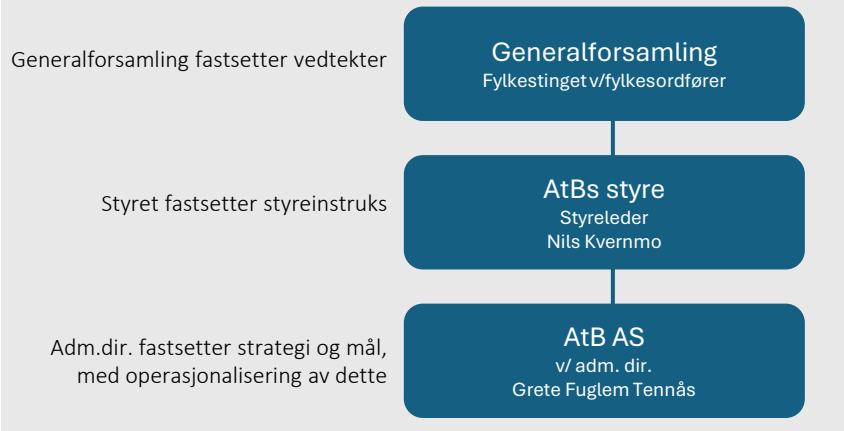 Generalforsamling fastsetter vedtekter
Generalforsamling
Fylkestinget v/fylkesordfører
Styret fastsetter styreinstruks
AtBs styre
Styreleder
Nils Kvernmo
Adm.dir. fastsetter strategi og mål,
med operasjonalisering av dette
AtB AS
v/ adm. dir.
Grete Fuglem Tennås